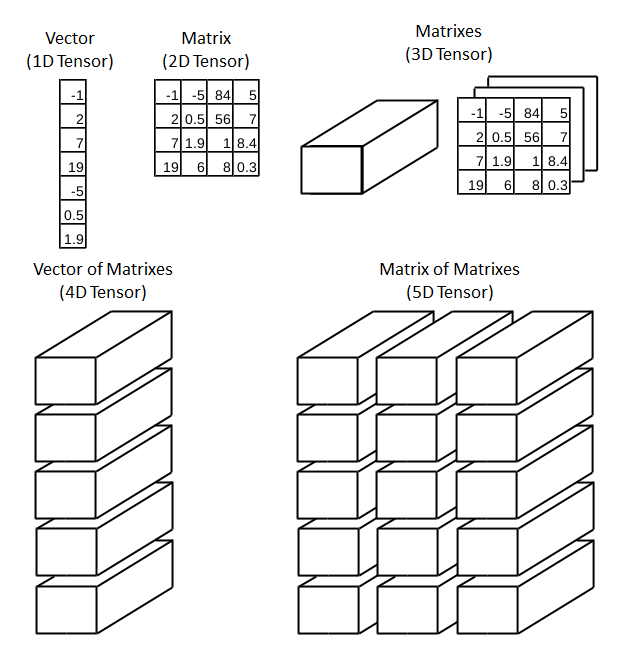 Vector
(1D Tensor)
-1
2
7
19
-5
0.5
1.9
Matrix
(2D Tensor)
-1 -5 84 5
2 0.5 56 7
7 1.9 1 8.4
19 6 8 0.3
Matrixes
(3D Tensor)
-1 -5 84 5
2 0.5 56 7
7 1.9 1 8.4
19 6 8 0.3
Vector of Matrixes
(4D Tensor)
Matrix of Matrixes
(5D Tensor)